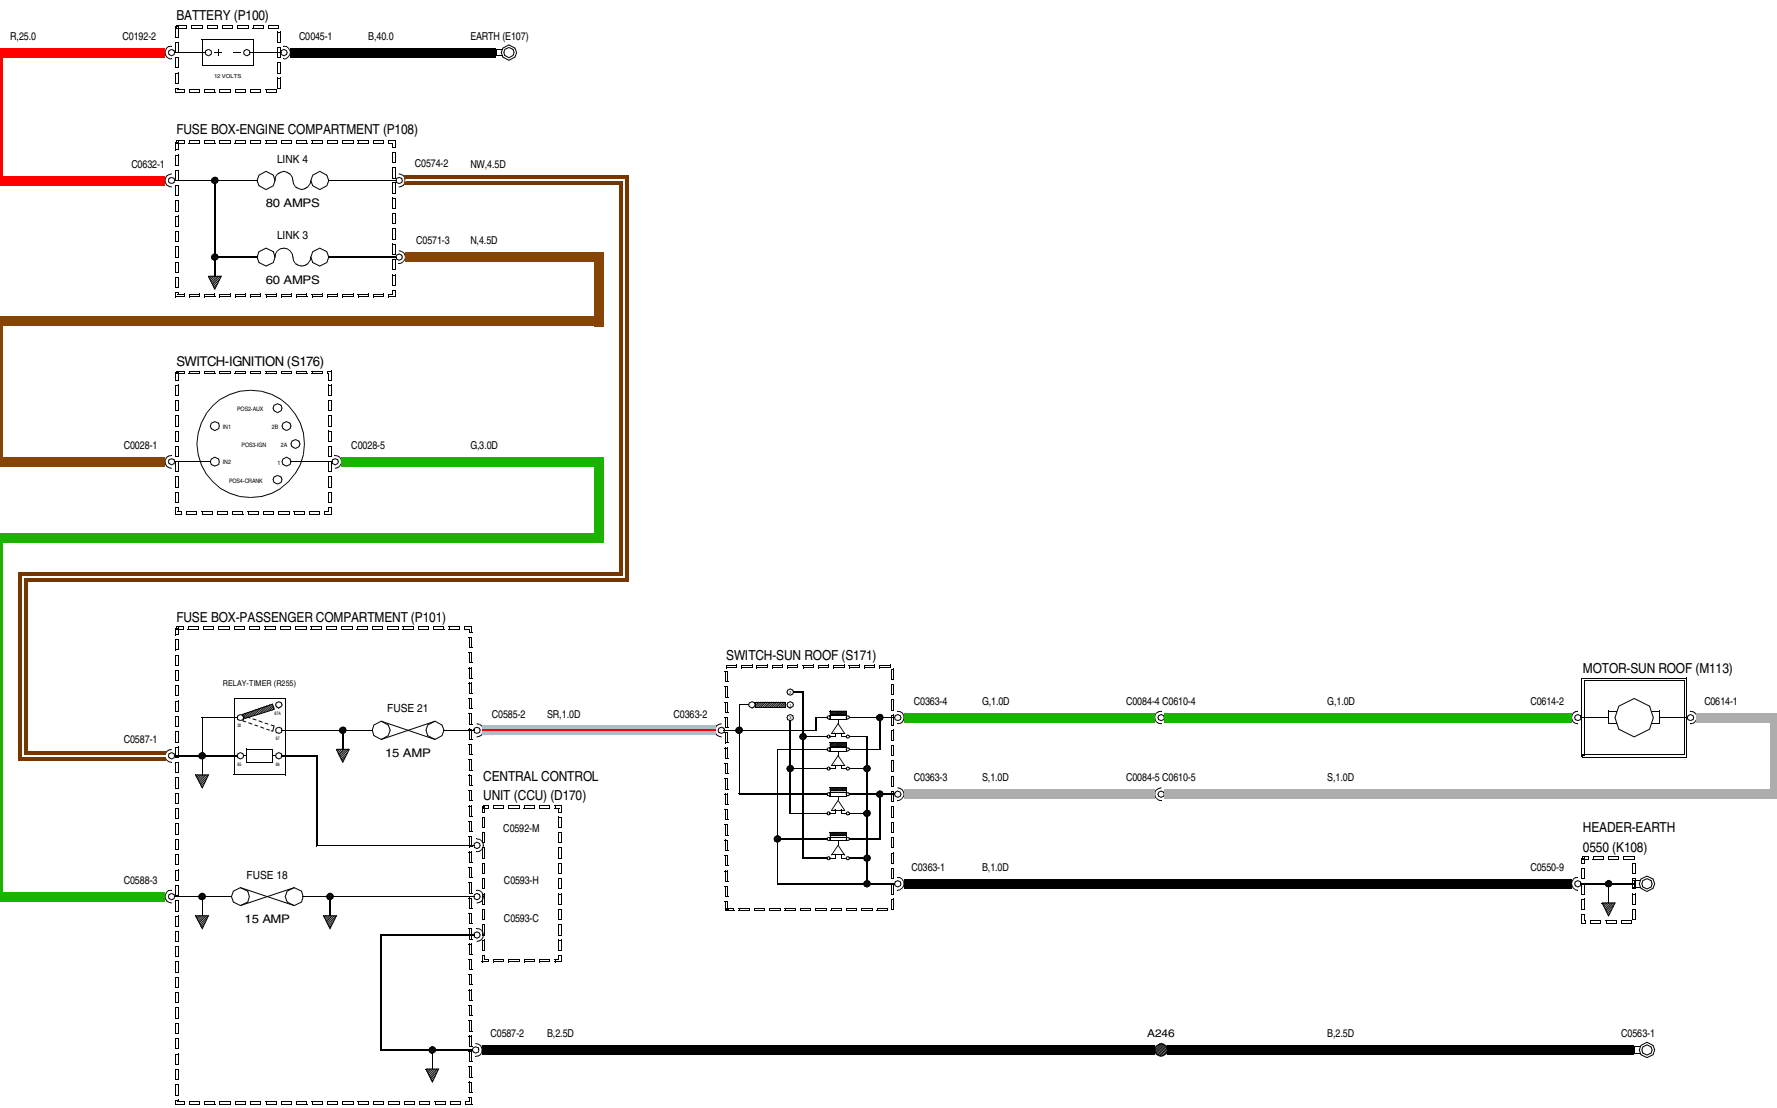 BATTERY (P100)
R,25.0
C0192-2
C0045-1
B,40.0
EARTH (E107)
+ −
12 VOLTS
FUSE BOX-ENGINE COMPARTMENT (P108)
C0632-1
LINK 4
80 AMPS
C0574-2
NW,4.5D
LINK 3
60 AMPS
C0571-3
N,4.5D
SWITCH-IGNITION (S176)
POS2-AUX
IN1
2B
POS3-IGN
2A
IN2
1
POS4-CRANK
C0028-1
C0028-5
G,3.0D
FUSE BOX-PASSENGER COMPARTMENT (P101)
RELAY-TIMER (R255)
C0587-1
FUSE 21
15 AMP
C0585-2
SR,1.0D
C0363-2
CENTRAL CONTROL
UNIT (CCU) (D170)
C0592-M
C0593-H
C0593-C
C0588-3
FUSE 18
15 AMP
C0587-2
B,2.5D
A246
B,2.5D
C0563-1
SWITCH-SUN ROOF (S171)
C0363-4
G,1.0D
C0084-4 C0610-4
G,1.0D
C0614-2
MOTOR-SUN ROOF (M113)
C0614-1
C0363-3
S,1.0D
C0084-5 C0610-5
S,1.0D
C0363-1
B,1.0D
C0550-9
HEADER-EARTH
0550 (K108)